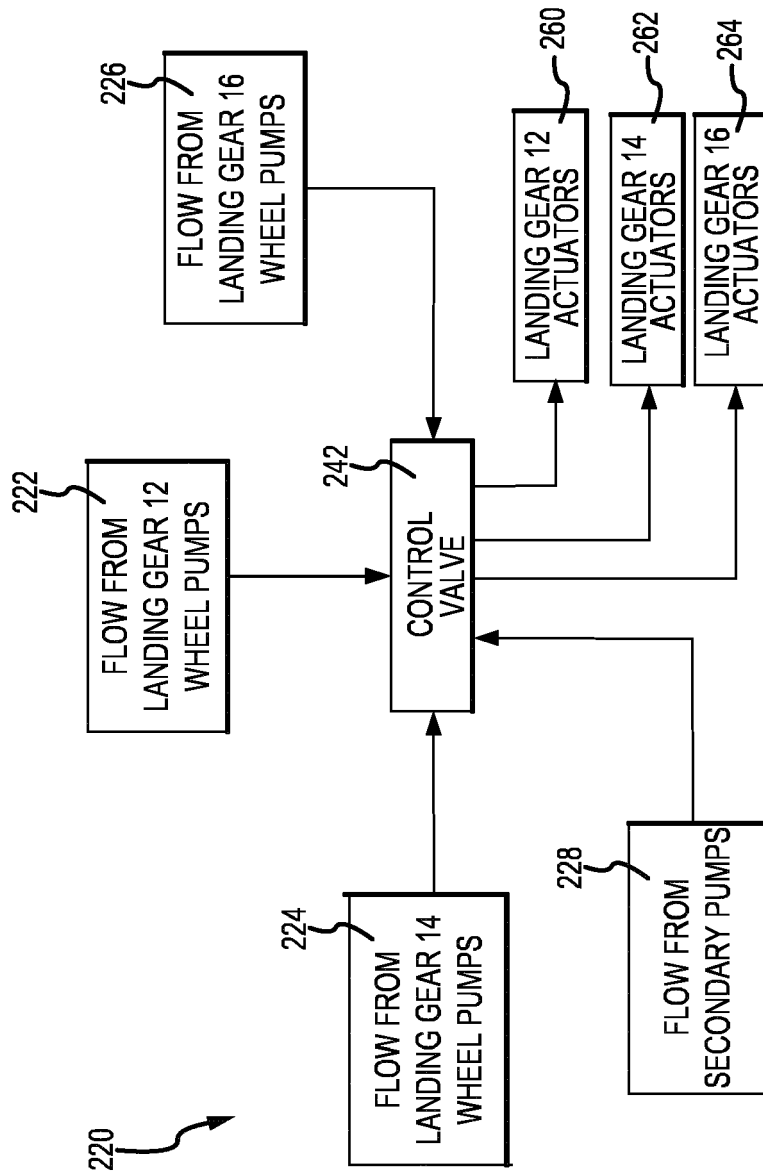 220
222
FLOW FROM
LANDING GEAR 12
WHEEL PUMPS
224
FLOW FROM
LANDING GEAR 14
WHEEL PUMPS
226
FLOW FROM
LANDING GEAR 16
WHEEL PUMPS
242
CONTROL
VALVE
228
FLOW FROM
SECONDARY PUMPS
260
LANDING GEAR 12
ACTUATORS
262
LANDING GEAR 14
ACTUATORS
264
LANDING GEAR 16
ACTUATORS